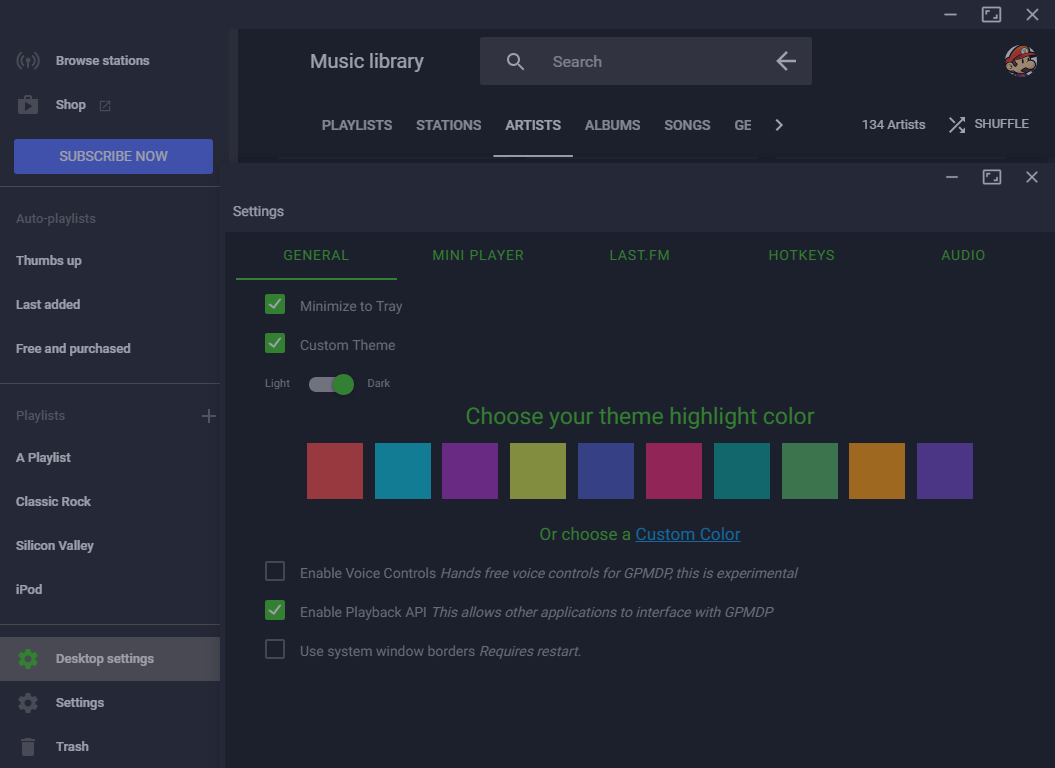 Browse stations
Shop
SUBSCRIBE NOW
Auto-playlists
Thumbs up
Last added
Free and purchased
Playlists
A Playlist
Classic Rock
Silicon Valley
iPod
Desktop settings
Settings
Trash
Music library
Search
PLAYLISTS STATIONS ARTISTS ALBUMS SONGS GE
134 Artists SHUFFLE
Settings
GENERAL MINI PLAYER LAST.FM HOTKEYS AUDIO
Minimize to Tray
Custom Theme
Light Dark
Choose your theme highlight color
Or choose a Custom Color
Enable Voice Controls Hands free voice controls for GPMDP, this is experimental
Enable Playback API This allows other applications to interface with GPMDP
Use system window borders Requires restart.